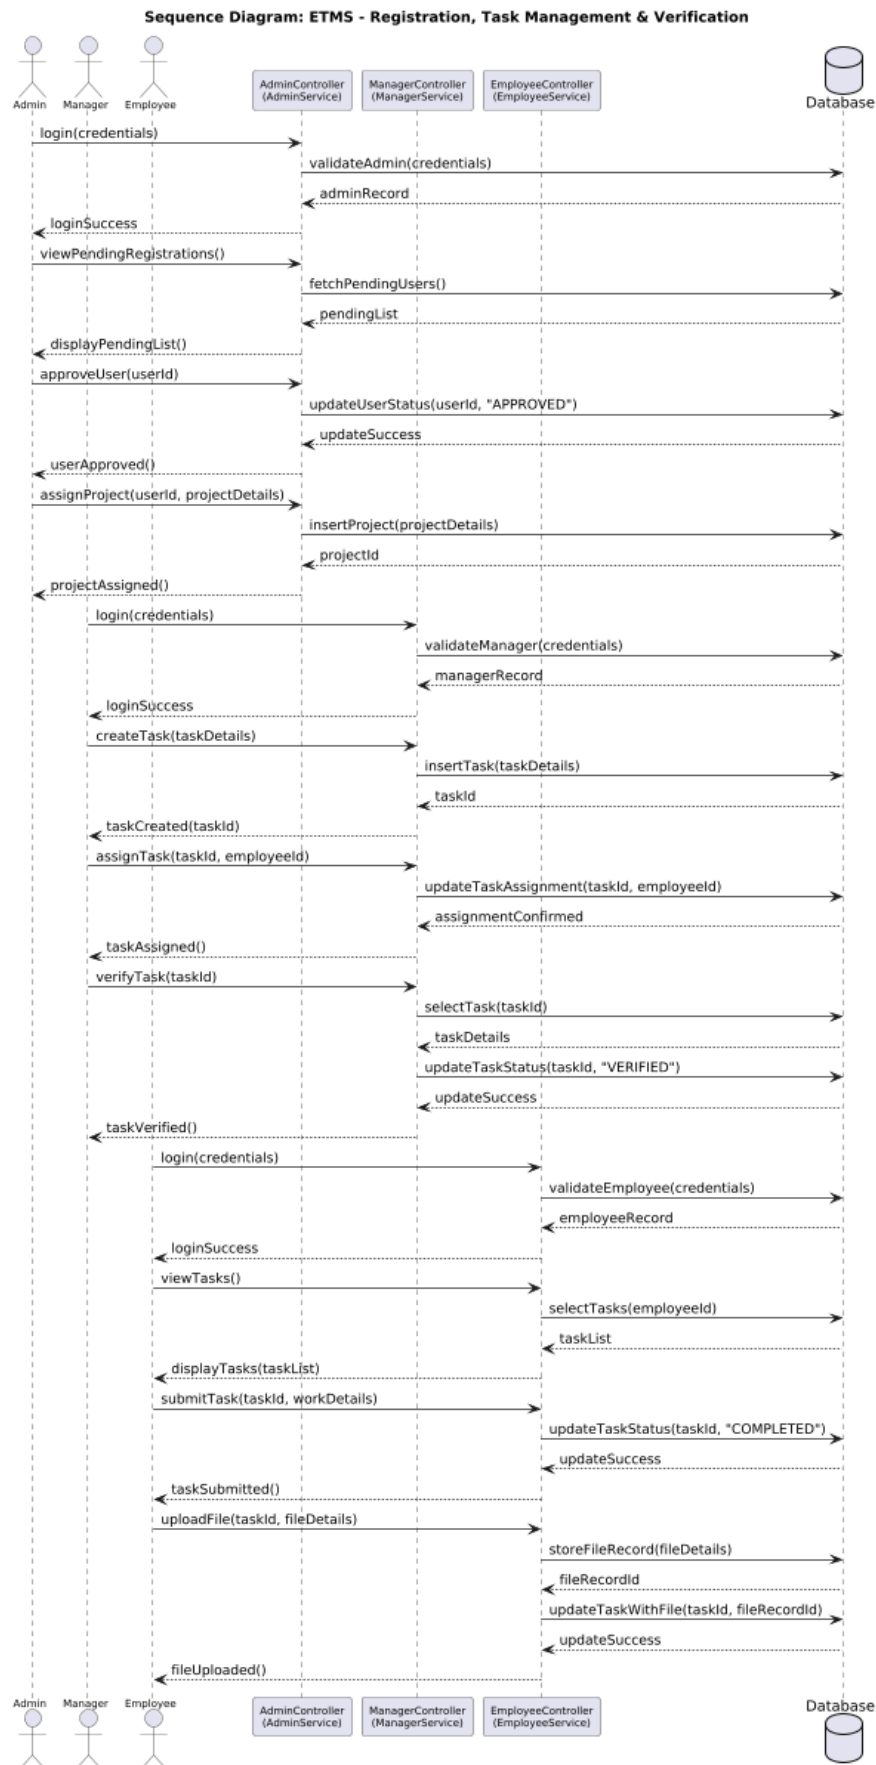 Sequence Diagram: ETMS - Registration, Task Management & Verification
Admin
Manager
Employee
AdminController
(AdminService)
ManagerController
(ManagerService)
EmployeeController
(EmployeeService)
Database
login(credentials)
validateAdmin(credentials)
adminRecord
loginSuccess
viewPendingRegistrations()
fetchPendingUsers()
pendingList
displayPendingList()
approveUser(userId)
updateUserStatus(userId, "APPROVED")
updateSuccess
userApproved()
assignProject(userId, projectDetails)
insertProject(projectDetails)
projectId
projectAssigned()
login(credentials)
validateManager(credentials)
managerRecord
loginSuccess
createTask(taskDetails)
insertTask(taskDetails)
taskId
taskCreated(taskId)
assignTask(taskId, employeeId)
updateTaskAssignment(taskId, employeeId)
assignmentConfirmed
taskAssigned()
verifyTask(taskId)
selectTask(taskId)
taskDetails
updateTaskStatus(taskId, "VERIFIED")
updateSuccess
taskVerified()
login(credentials)
validateEmployee(credentials)
employeeRecord
loginSuccess
viewTasks()
selectTasks(employeeId)
taskList
displayTasks(taskList)
submitTask(taskId, workDetails)
updateTaskStatus(taskId, "COMPLETED")
updateSuccess
taskSubmitted()
uploadFile(taskId, fileDetails)
storeFileRecord(fileDetails)
fileRecordId
updateTaskWithFile(taskId, fileRecordId)
updateSuccess
fileUploaded()
Admin
Manager
Employee
AdminController
(AdminService)
ManagerController
(ManagerService)
EmployeeController
(EmployeeService)
Database